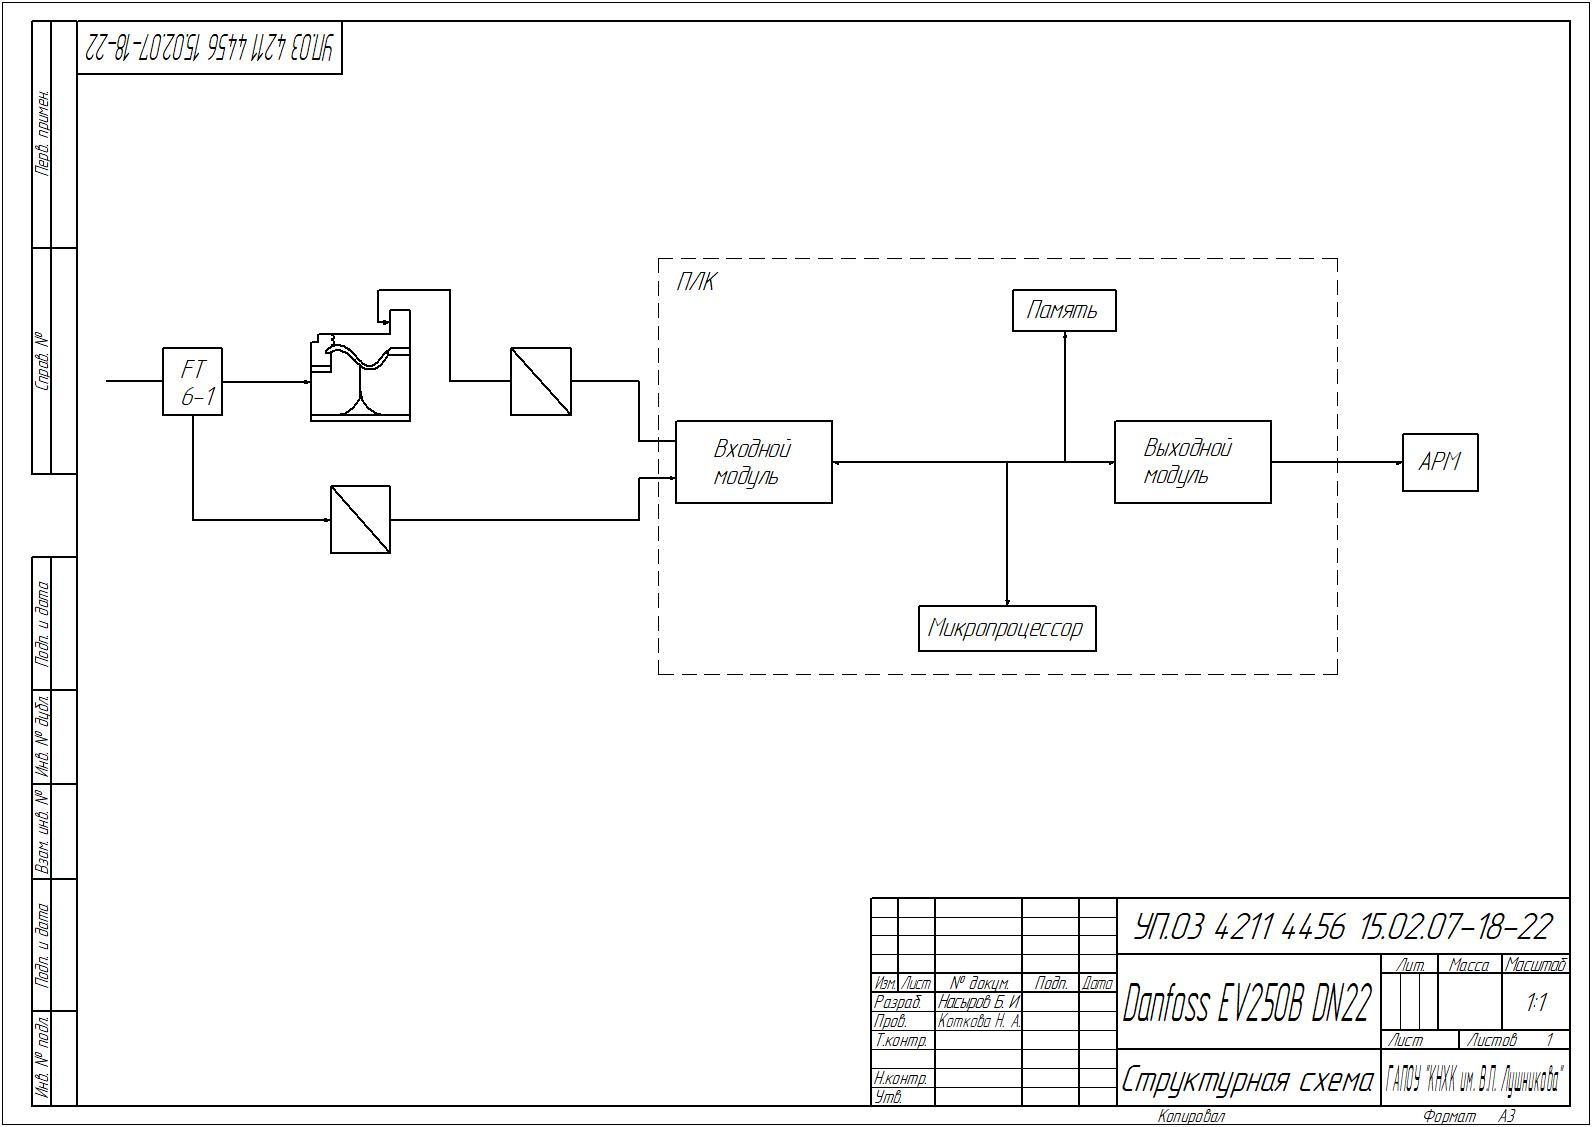 УП.03 4211 4456 15.02.07-18-22
Перв. примен.
Справ. №
Подп. и дата
Инв. № дубл.
Взам. инв. №
Подп. и дата
Инв. № подл.
ПЛК
Память
FT
6-1
Входной
модуль
Выходной
модуль
АРМ
Микропроцессор
УП.03 4211 4456 15.02.07-18-22
Изм. Лист № докум. Подп. Дата
Разраб. Насыров Б. И
Пров. Коткова Н. А.
Т.контр.
Н.контр.
Утв.
Danfoss EV250B DN22
Структурная схема
Лит. Масса Масштаб
1:1
Лист Листов 1
ГАПОУ "КНХК им. В.П. Лушникова"
Копировал Формат А3